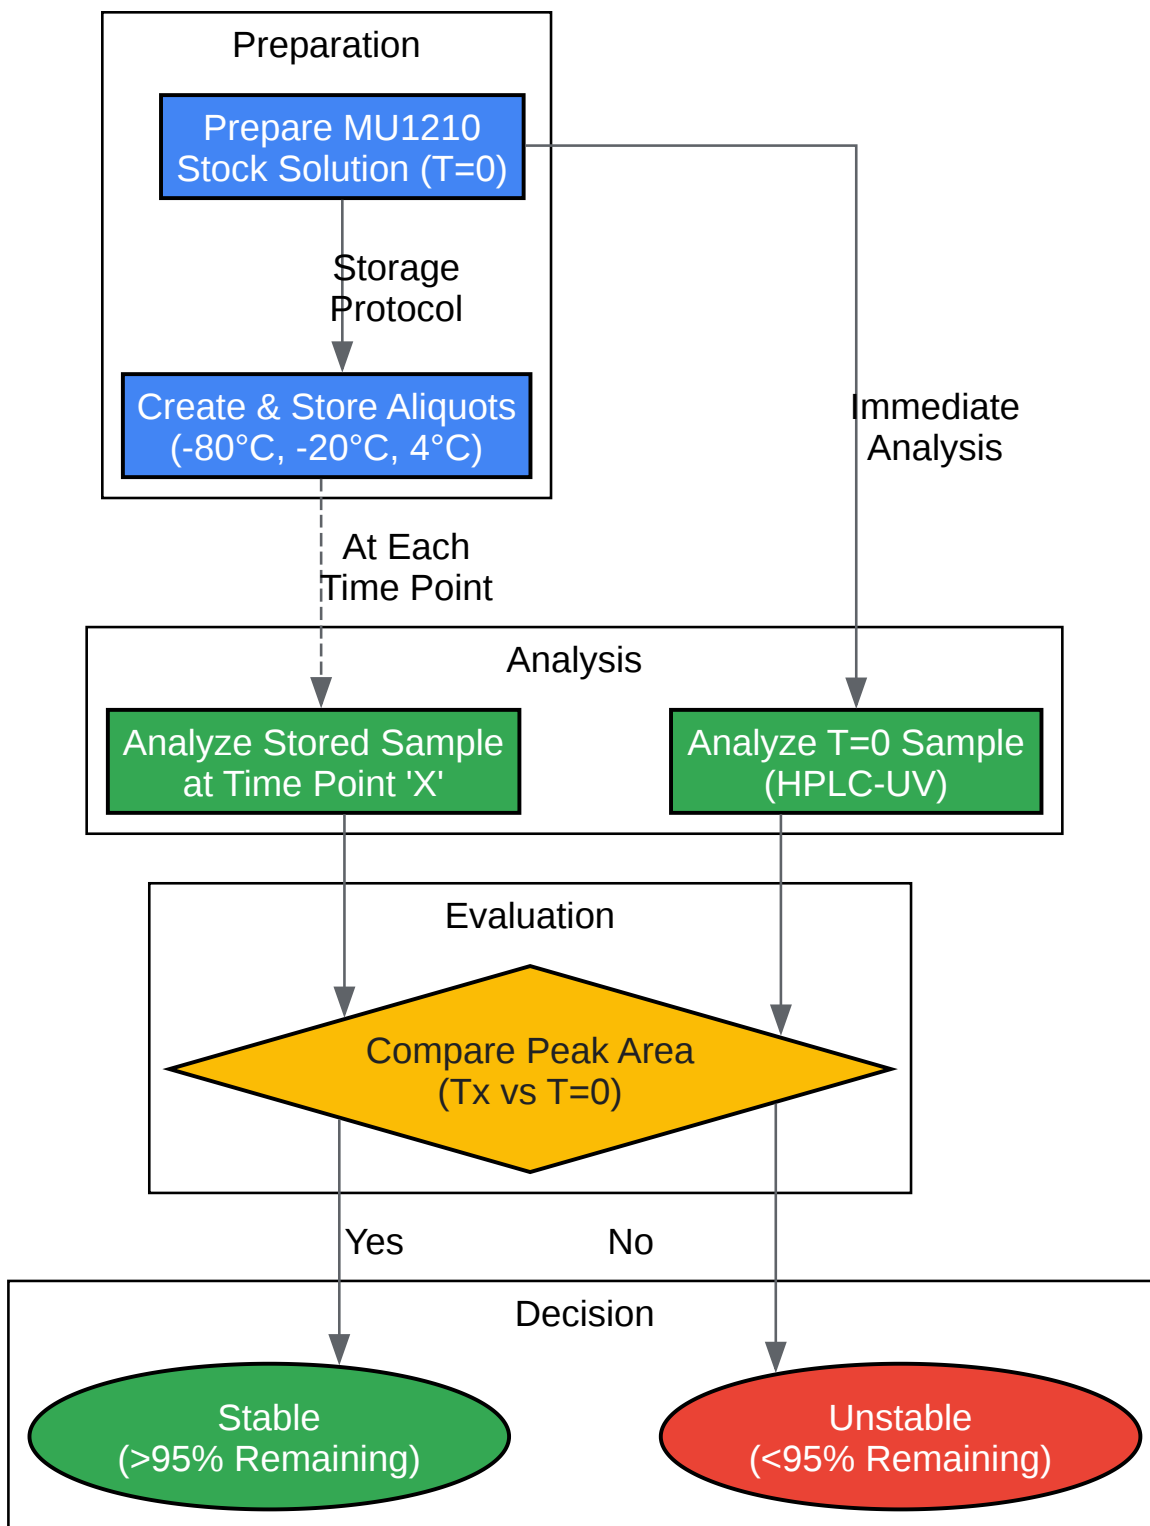 Preparation
Prepare MU1210
Stock Solution (T=0)
Storage
Protocol
Create & Store Aliquots
(-80°C, -20°C, 4°C)
Immediate
Analysis
At Each
Time Point
Analysis
Analyze Stored Sample
at Time Point 'X'
Analyze T=0 Sample
(HPLC-UV)
Evaluation
Compare Peak Area
(Tx vs T=0)
Yes
No
Decision
Stable
(>95% Remaining)
Unstable
(<95% Remaining)